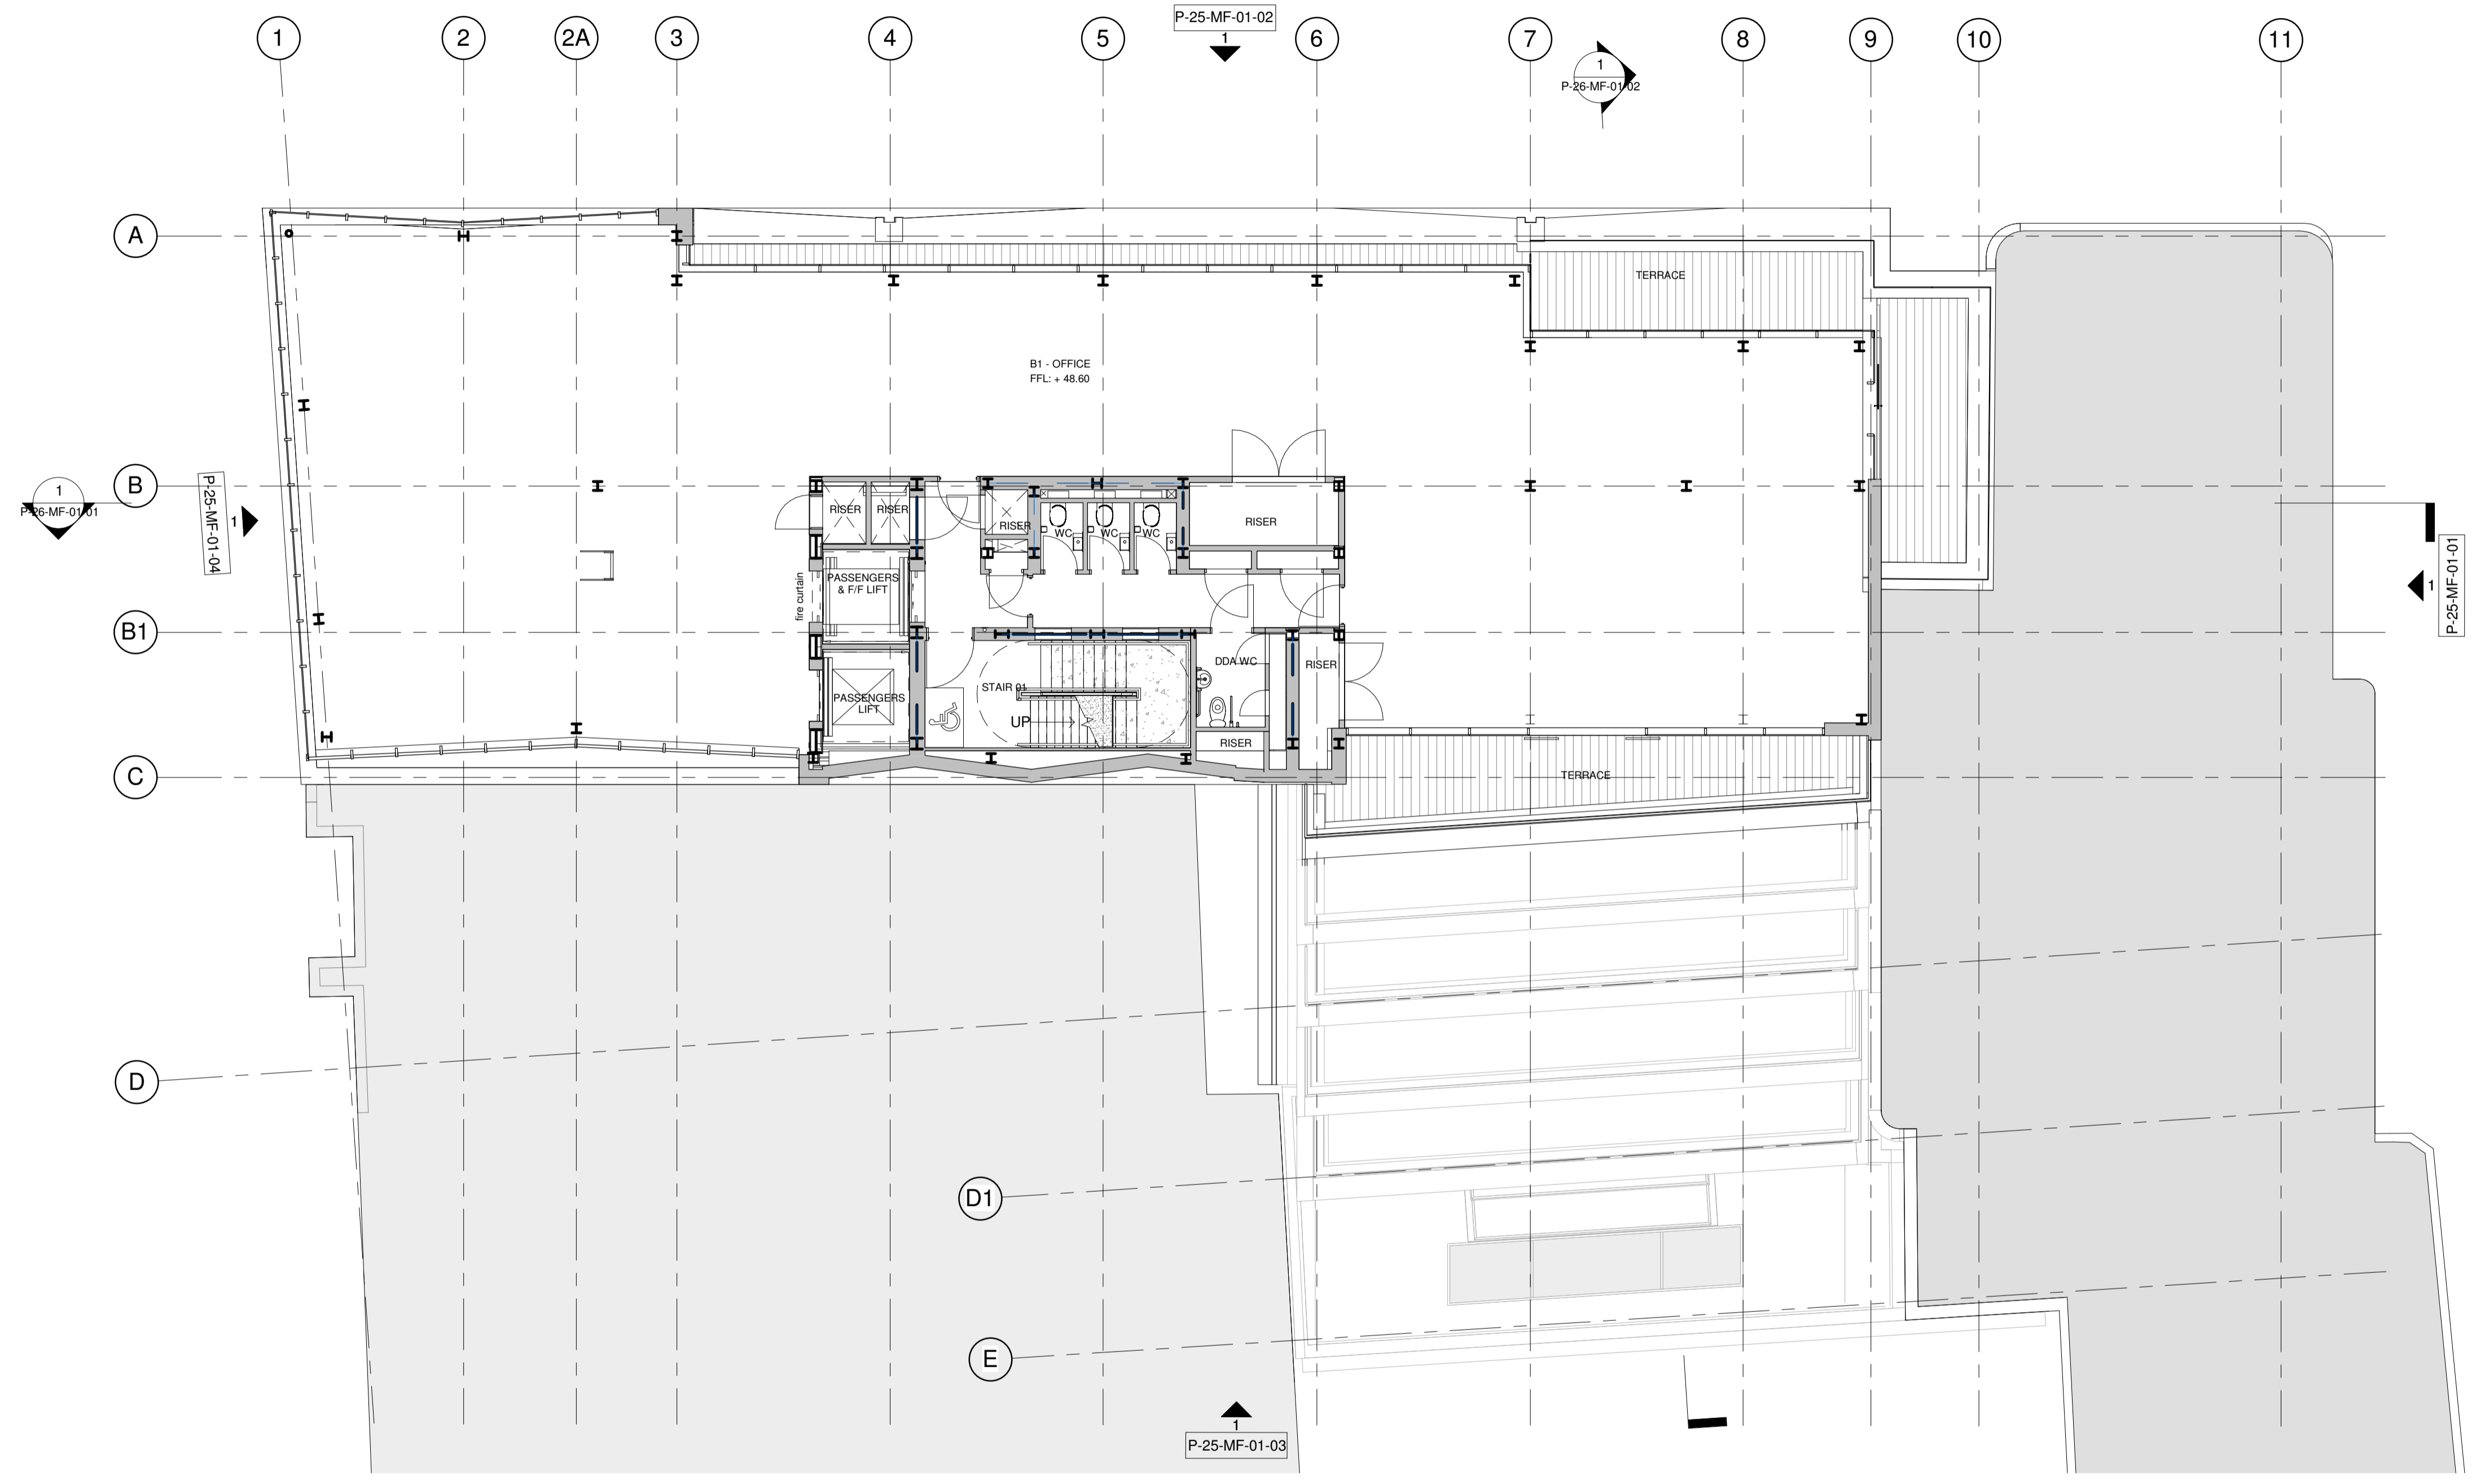 P-25-MF-01-02
1
1
2
2A
3
4
5
6
7
8
9
10
11
1
P-26-MF-01-02
A
TERRACE
B1 - OFFICE
FFL: + 48.60
B
1
P-26-MF-01-01
P-25-MF-01-04
1
RISER
RISER
RISER
WC
WC
WC
RISER
PASSENGERS
& F/F LIFT
fire curtain
P-25-MF-01-01
1
B1
DDA WC
RISER
STAIR 01
PASSENGERS
LIFT
UP
RISER
C
TERRACE
D
D1
E
1
P-25-MF-01-03